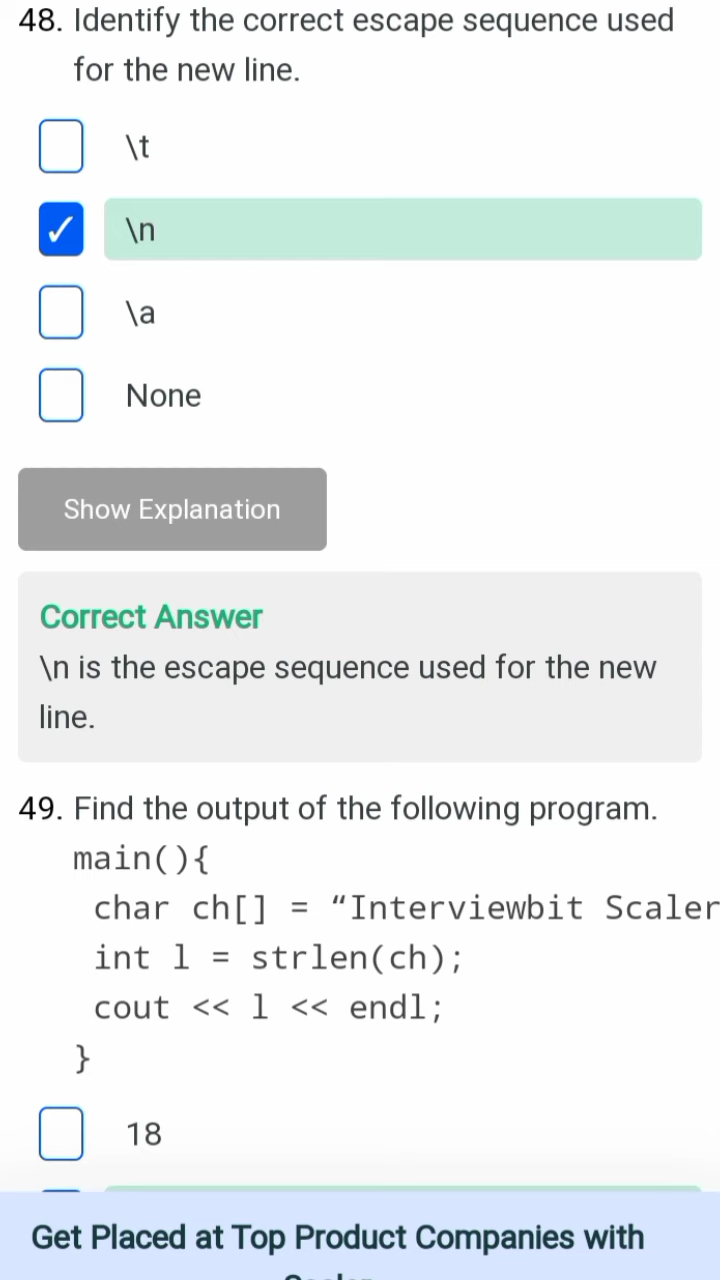 48. Identify the correct escape sequence used
for the new line.
\t
\n
\a
None
Show Explanation
Correct Answer
\n is the escape sequence used for the new
line.
49. Find the output of the following program.
main(){
char ch[] = “Interviewbit Scaler
int l = strlen(ch);
cout << l << endl;
}
18
Get Placed at Top Product Companies with